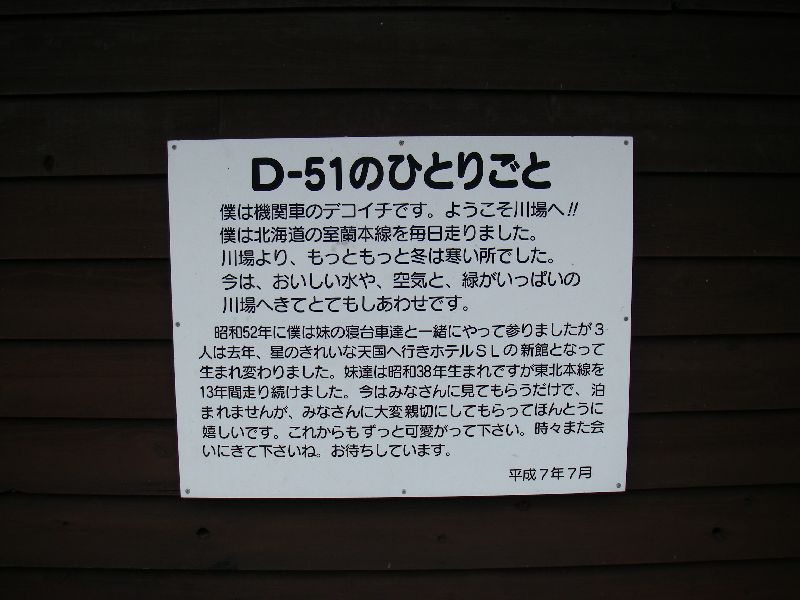 D-51のひとりごと
僕は機関車のデコイチです。ようこそ川場へ!!
僕は北海道の室蘭本線を毎日走りました。
川場より、もっともっと冬は寒い所でした。
今は、おいしい水や、空気と、緑がいっぱいの
川場へきてとてもしあわせです。
昭和52年に僕は妹の寝台車達と一緒にやって参りましたが3
人は去年、星のきれいな天国へ行きホテルSLの新館となって
生まれ変わりました。妹達は昭和38年生まれですが東北本線を
13年間走り続けました。今はみなさんに見てもらうだけで、泊
まれませんが、みなさんに大変親切にしてもらってほんとうに
嬉しいです。これからもずっと可愛がって下さい。時々また会
いにきて下さいね。お待ちしています。
平成7年7月